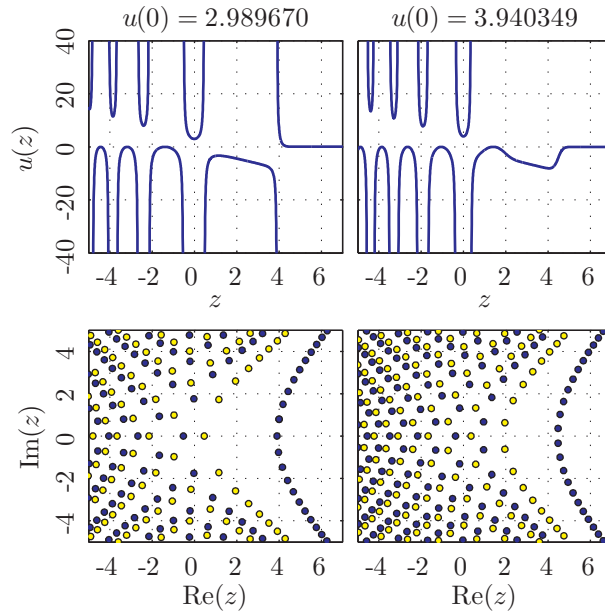 u(0) = 2.989670 u(0) = 3.940349
40
20
0
-20
-40
u(z)
-4 -2 0 2 4 6 -4 -2 0 2 4 6
z z
4
2
0
-2
-4
Im(z)
-4 -2 0 2 4 6 -4 -2 0 2 4 6
Re(z) Re(z)